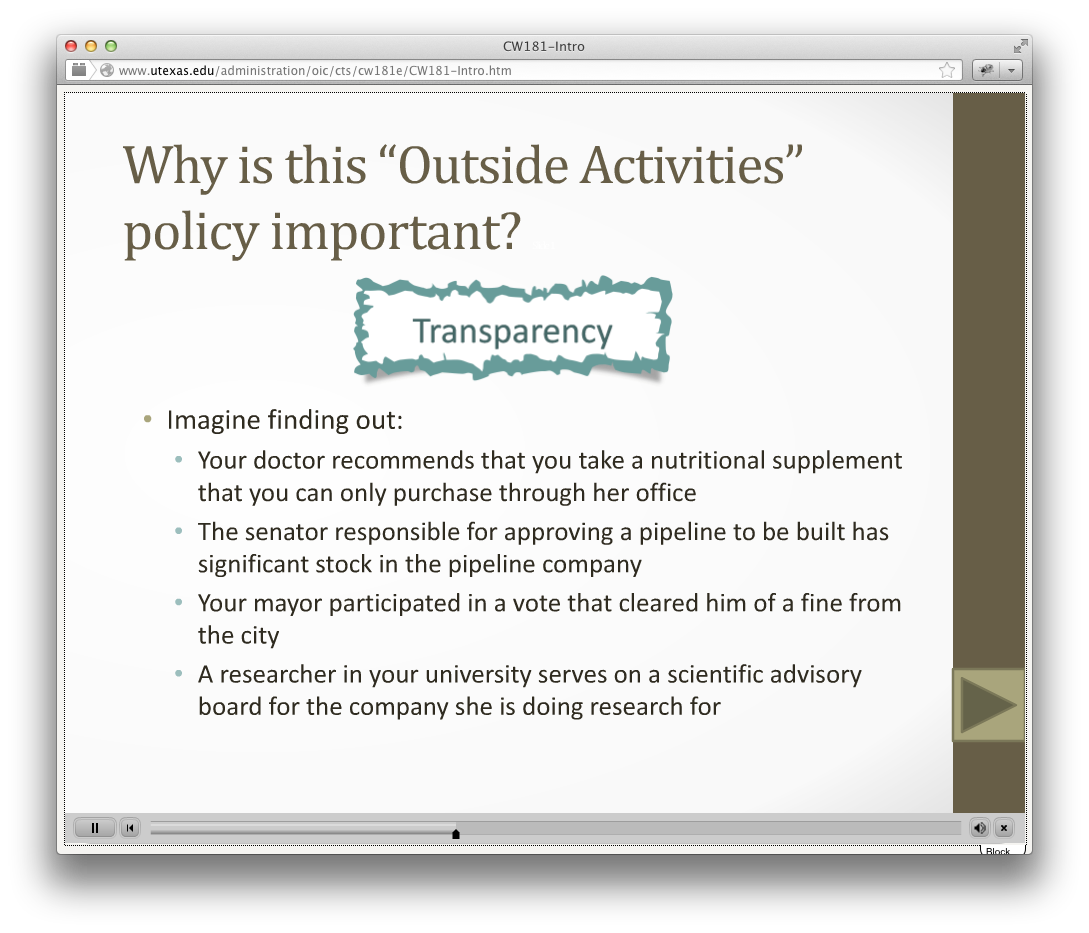 CW181-Intro
www.utexas.edu/administration/oic/cts/cw181e/CW181-Intro.htm
Why is this “Outside Activities”
policy important?
Transparency
• Imagine finding out:
• Your doctor recommends that you take a nutritional supplement
that you can only purchase through her office
• The senator responsible for approving a pipeline to be built has
significant stock in the pipeline company
• Your mayor participated in a vote that cleared him of a fine from
the city
• A researcher in your university serves on a scientific advisory
board for the company she is doing research for
Block